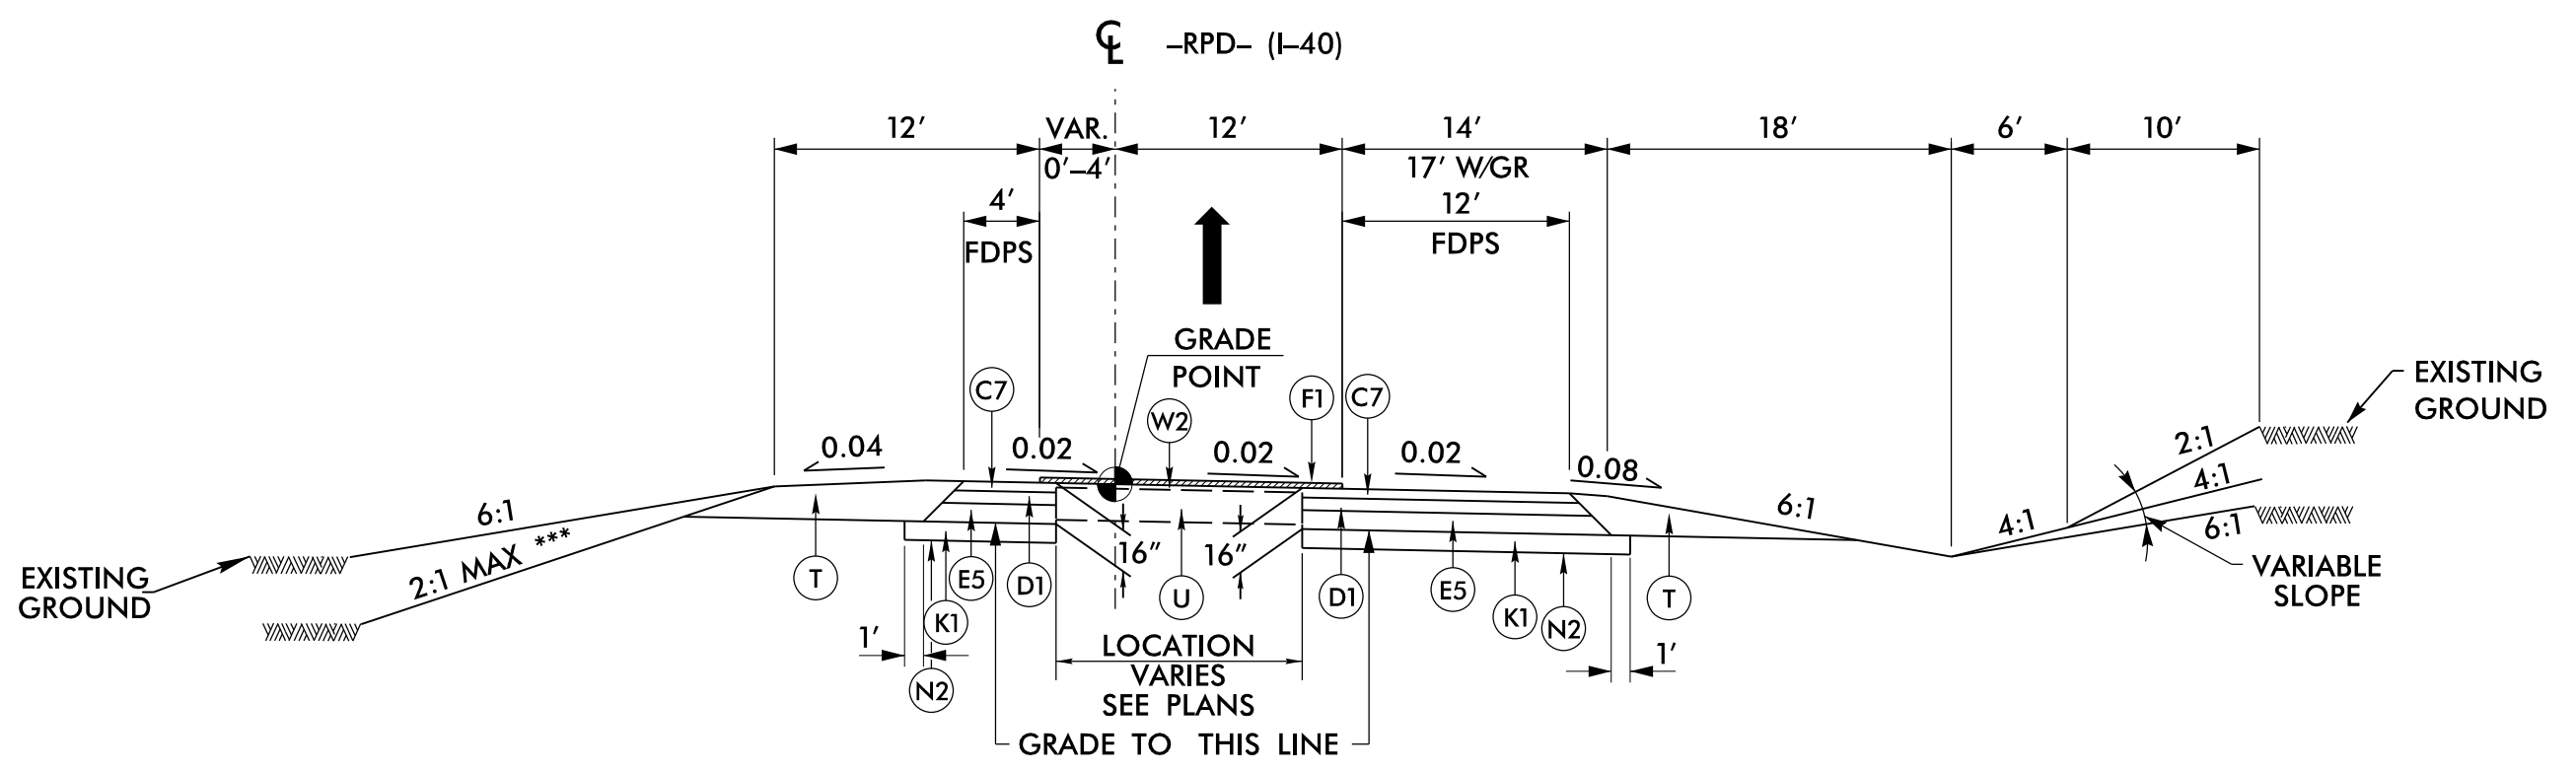 ℄ –RPD– (I–40)
12′ VAR. 12′ 14′ 18′ 6′ 10′
0′–4′ 17′ W/GR
4′ 12′
FDPS FDPS
GRADE
POINT
EXISTING
GROUND
C7 W2 F1 C7
0.04 0.02 0.02 0.02 0.08
2:1
4:1
6:1 6:1 4:1 6:1
2:1 MAX ***
16″ 16″
EXISTING
GROUND
VARIABLE
SLOPE
T E5 D1 U D1 E5 T
K1 K1 N2
1′ 1′
N2
LOCATION
VARIES
SEE PLANS
GRADE TO THIS LINE